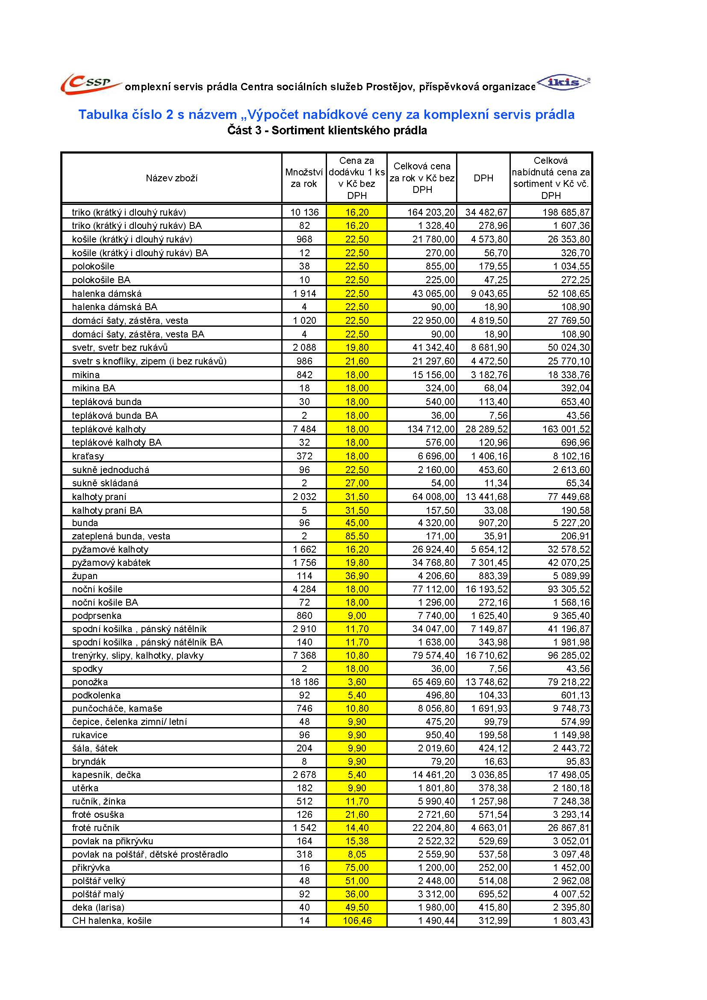 CSSP omplexní servis prádla Centra sociálních služeb Prostějov, příspěvková organizace ikis ®
Tabulka číslo 2 s názvem „Výpočet nabídkové ceny za komplexní servis prádla
Část 3 - Sortiment klientského prádla
Název zboží Množství za rok Cena za dodávku 1 ks v Kč bez DPH Celková cena za rok v Kč bez DPH DPH Celková nabídnutá cena za sortiment v Kč vč. DPH
triko (krátký i dlouhý rukáv) 10 136 16,20 164 203,20 34 482,67 198 685,87
triko (krátký i dlouhý rukáv) BA 82 16,20 1 328,40 278,96 1 607,36
košile (krátký i dlouhý rukáv) 968 22,50 21 780,00 4 573,80 26 353,80
košile (krátký i dlouhý rukáv) BA 12 22,50 270,00 56,70 326,70
polokošile 38 22,50 855,00 179,55 1 034,55
polokošile BA 10 22,50 225,00 47,25 272,25
halenka dámská 1 914 22,50 43 065,00 9 043,65 52 108,65
halenka dámská BA 4 22,50 90,00 18,90 108,90
domácí šaty, zástěra, vesta 1 020 22,50 22 950,00 4 819,50 27 769,50
domácí šaty, zástěra, vesta BA 4 22,50 90,00 18,90 108,90
svetr, svetr bez rukávů 2 088 19,80 41 342,40 8 681,90 50 024,30
svetr s knoflíky, zipem (i bez rukávů) 986 21,60 21 297,60 4 472,50 25 770,10
mikina 842 18,00 15 156,00 3 182,76 18 338,76
mikina BA 18 18,00 324,00 68,04 392,04
tepláková bunda 30 18,00 540,00 113,40 653,40
tepláková bunda BA 2 18,00 36,00 7,56 43,56
teplákové kalhoty 7 484 18,00 134 712,00 28 289,52 163 001,52
teplákové kalhoty BA 32 18,00 576,00 120,96 696,96
kraťasy 372 18,00 6 696,00 1 406,16 8 102,16
sukně jednoduchá 96 22,50 2 160,00 453,60 2 613,60
sukně skládaná 2 27,00 54,00 11,34 65,34
kalhoty praní 2 032 31,50 64 008,00 13 441,68 77 449,68
kalhoty praní BA 5 31,50 157,50 33,08 190,58
bunda 96 45,00 4 320,00 907,20 5 227,20
zateplená bunda, vesta 2 85,50 171,00 35,91 206,91
pyžamové kalhoty 1 662 16,20 26 924,40 5 654,12 32 578,52
pyžamový kabátek 1 756 19,80 34 768,80 7 301,45 42 070,25
župan 114 36,90 4 206,60 883,39 5 089,99
noční košile 4 284 18,00 77 112,00 16 193,52 93 305,52
noční košile BA 72 18,00 1 296,00 272,16 1 568,16
podprsenka 860 9,00 7 740,00 1 625,40 9 365,40
spodní košilka , pánský nátělník 2 910 11,70 34 047,00 7 149,87 41 196,87
spodní košilka , pánský nátělník BA 140 11,70 1 638,00 343,98 1 981,98
trenýrky, slipy, kalhotky, plavky 7 368 10,80 79 574,40 16 710,62 96 285,02
spodky 2 18,00 36,00 7,56 43,56
ponožka 18 186 3,60 65 469,60 13 748,62 79 218,22
podkolenka 92 5,40 496,80 104,33 601,13
punčocháče, kamaše 746 10,80 8 056,80 1 691,93 9 748,73
čepice, čelenka zimní/ letní 48 9,90 475,20 99,79 574,99
rukavice 96 9,90 950,40 199,58 1 149,98
šála, šátek 204 9,90 2 019,60 424,12 2 443,72
bryndák 8 9,90 79,20 16,63 95,83
kapesník, dečka 2 678 5,40 14 461,20 3 036,85 17 498,05
utěrka 182 9,90 1 801,80 378,38 2 180,18
ručník, žínka 512 11,70 5 990,40 1 257,98 7 248,38
froté osuška 126 21,60 2 721,60 571,54 3 293,14
froté ručník 1 542 14,40 22 204,80 4 663,01 26 867,81
povlak na přikrývku 164 15,38 2 522,32 529,69 3 052,01
povlak na polštář, dětské prostěradlo 318 8,05 2 559,90 537,58 3 097,48
přikrývka 16 75,00 1 200,00 252,00 1 452,00
polštář velký 48 51,00 2 448,00 514,08 2 962,08
polštář malý 92 36,00 3 312,00 695,52 4 007,52
deka (larisa) 40 49,50 1 980,00 415,80 2 395,80
CH halenka, košile 14 106,46 1 490,44 312,99 1 803,43